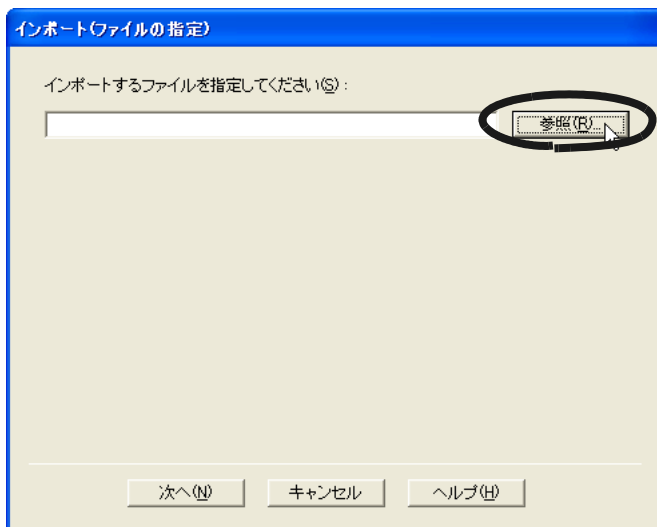 インポート(ファイルの指定)
インポートするファイルを指定してください(S):
参照(R)...
次へ(N)
キャンセル
ヘルプ(H)